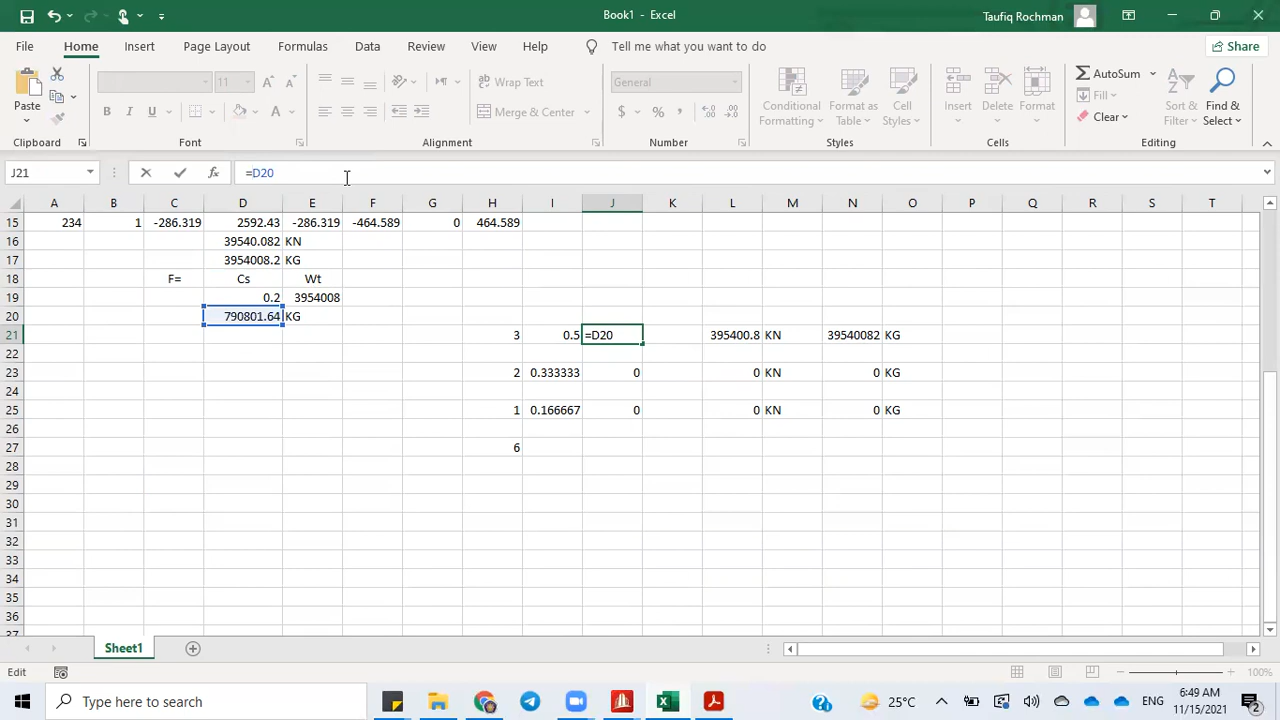 Book1 - Excel
Taufiq Rochman
File Home Insert Page Layout Formulas Data Review View Help Tell me what you want to do Share
Paste
Clipboard
11
B I U A
Font
Wrap Text
Merge & Center
Alignment
General
$ %
Number
Conditional Formatting
Format as Table
Cell Styles
Styles
Insert
Delete
Format
Cells
AutoSum
Fill
Clear
Sort & Filter
Find & Select
Editing
J21 fx =D20
A B C D E F G H I J K L M N O P Q R S T
15 234 1 -286.319 2592.43 -286.319 -464.589 0 464.589
16 39540.082 KN
17 3954008.2 KG
18 F= Cs Wt
19 0.2 3954008
20 790801.64 KG
21 3 0.5 =D20 395400.8 KN 39540082 KG
22
23 2 0.333333 0 0 KN 0 KG
24
25 1 0.166667 0 0 KN 0 KG
26
27 6
28
29
30
31
32
33
34
35
36
37
Sheet1
Edit 100%
Type here to search
25°C ENG 6:49 AM
11/15/2021 2